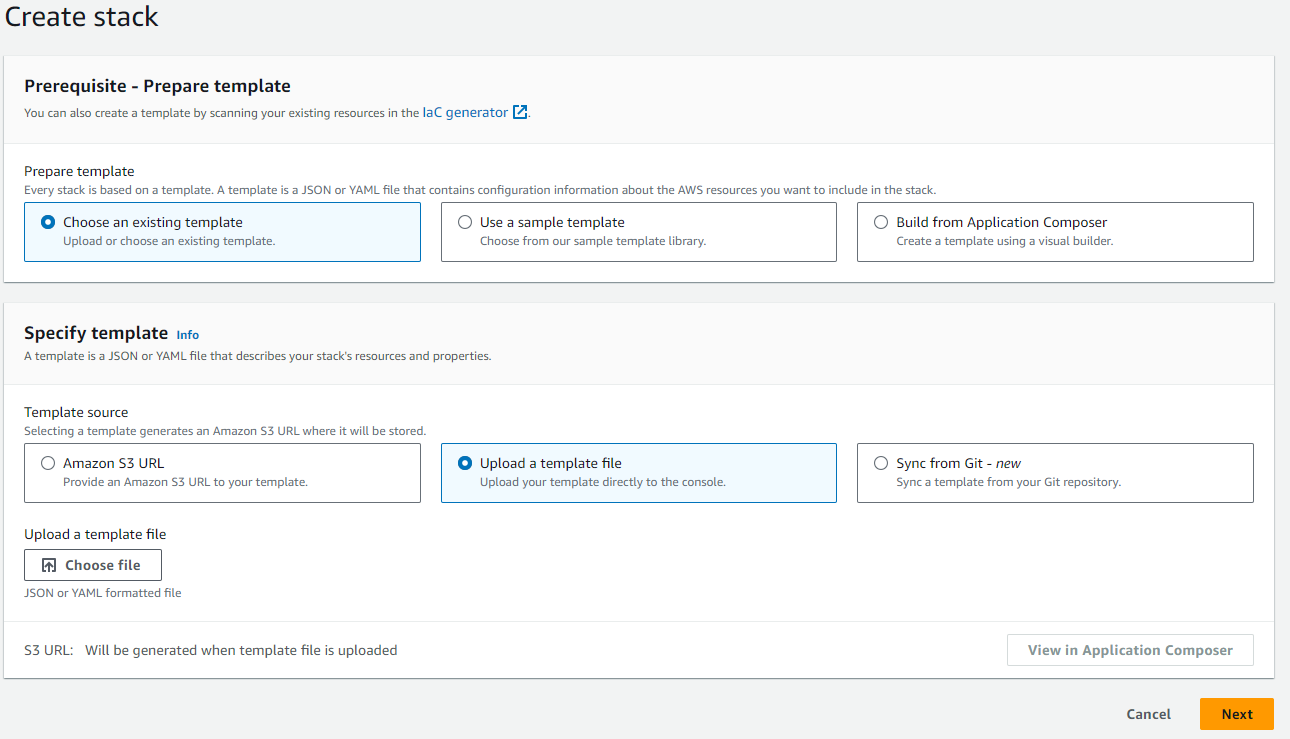 Create stack
Prerequisite - Prepare template
You can also create a template by scanning your existing resources in the IaC generator.
Prepare template
Every stack is based on a template. A template is a JSON or YAML file that contains configuration information about the AWS resources you want to include in the stack.
Choose an existing template
Upload or choose an existing template.
Use a sample template
Choose from our sample template library.
Build from Application Composer
Create a template using a visual builder.
Specify template Info
A template is a JSON or YAML file that describes your stack's resources and properties.
Template source
Selecting a template generates an Amazon S3 URL where it will be stored.
Amazon S3 URL
Provide an Amazon S3 URL to your template.
Upload a template file
Upload your template directly to the console.
Sync from Git - new
Sync a template from your Git repository.
Upload a template file
Choose file
JSON or YAML formatted file
S3 URL: Will be generated when template file is uploaded
View in Application Composer
Cancel
Next